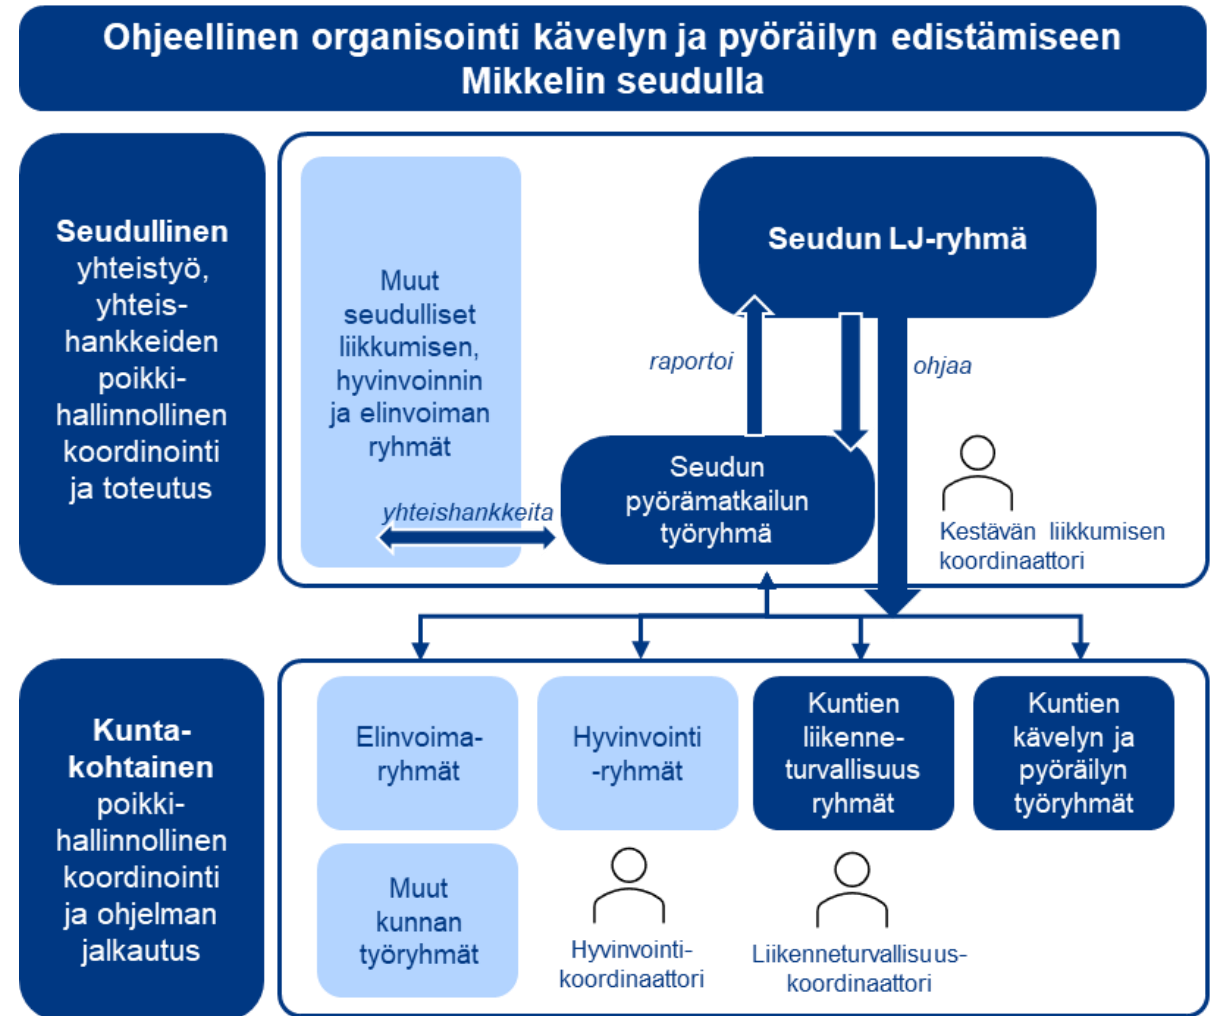 Ohjeellinen organisointi kävelyn ja pyöräilyn edistämiseen
Mikkelin seudulla
Seudullinen
yhteistyö,
yhteis-
hankkeiden
poikki-
hallinnollinen
koordinointi
ja toteutus
Muut
seudulliset
liikkumisen,
hyvinvoinnin
ja elinvoiman
ryhmät
Seudun LJ-ryhmä
raportoi
ohjaa
Seudun
pyörämatkailun
työryhmä
yhteishankkeita
Kestävän liikkumisen
koordinaattori
Kunta-
kohtainen
poikki-
hallinnollinen
koordinointi
ja ohjelman
jalkautus
Elinvoima-
ryhmät
Hyvinvointi
-ryhmät
Kuntien
liikenne-
turvallisuus
ryhmät
Kuntien
kävelyn ja
pyöräilyn
työryhmät
Muut
kunnan
työryhmät
Hyvinvointi-
koordinaattori
Liikenneturvallisuus-
koordinaattori